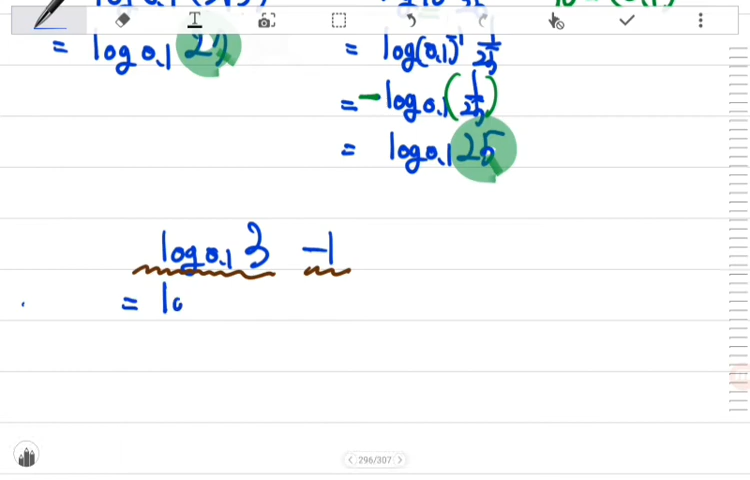 = log0.1 27
= log(0.1)^-1 1/25
= -log0.1(1/25)
= log0.1 25
log0.1 3 -1
= lo
296/307